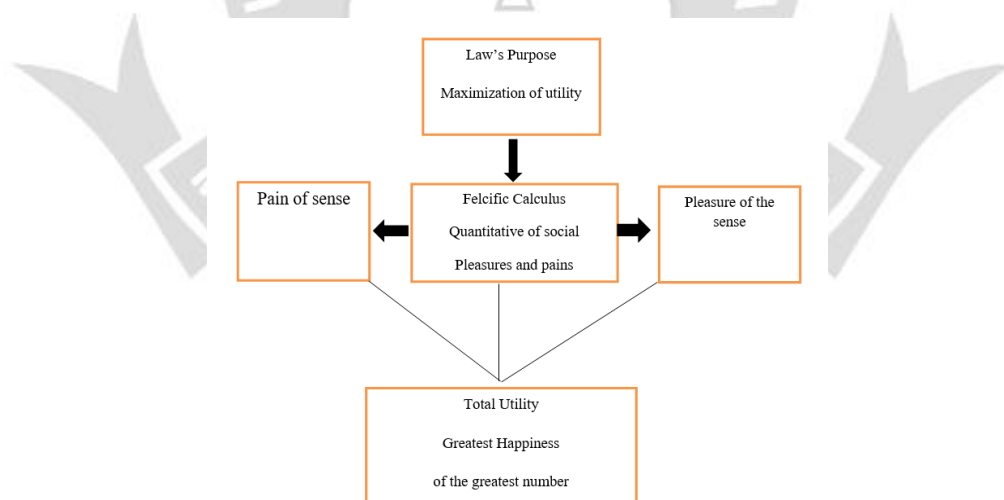 Law’s Purpose
Maximization of utility
Pain of sense
Felcific Calculus
Quantitative of social
Pleasures and pains
Pleasure of the
sense
Total Utility
Greatest Happiness
of the greatest number